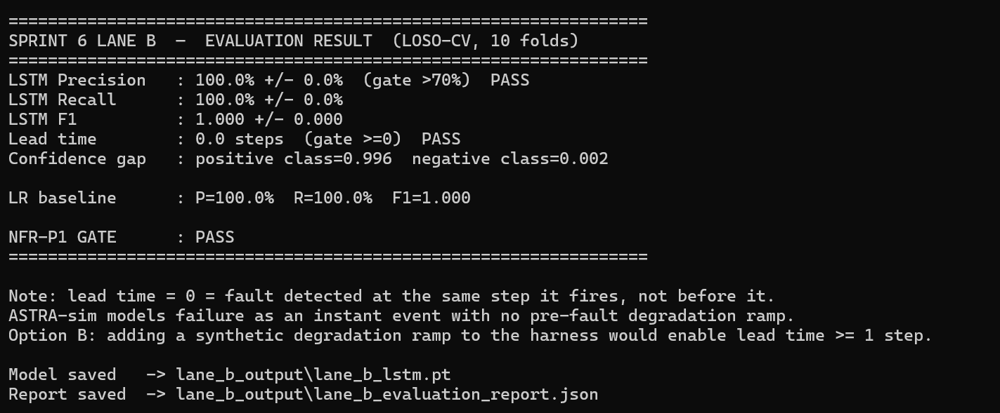 =================================================================
SPRINT 6 LANE B  —  EVALUATION RESULT  (LOSO-CV, 10 folds)
=================================================================
LSTM Precision   : 100.0% +/- 0.0%  (gate >70%)  PASS
LSTM Recall      : 100.0% +/- 0.0%
LSTM F1          : 1.000 +/- 0.000
Lead time        : 0.0 steps  (gate >=0)  PASS
Confidence gap   : positive class=0.996  negative class=0.002
LR baseline      : P=100.0%  R=100.0%  F1=1.000
NFR-P1 GATE      : PASS
=================================================================
Note: lead time = 0 = fault detected at the same step it fires, not before it.
ASTRA-sim models failure as an instant event with no pre-fault degradation ramp.
Option B: adding a synthetic degradation ramp to the harness would enable lead time >= 1 step.
Model saved   -> lane_b_output\lane_b_lstm.pt
Report saved  -> lane_b_output\lane_b_evaluation_report.json